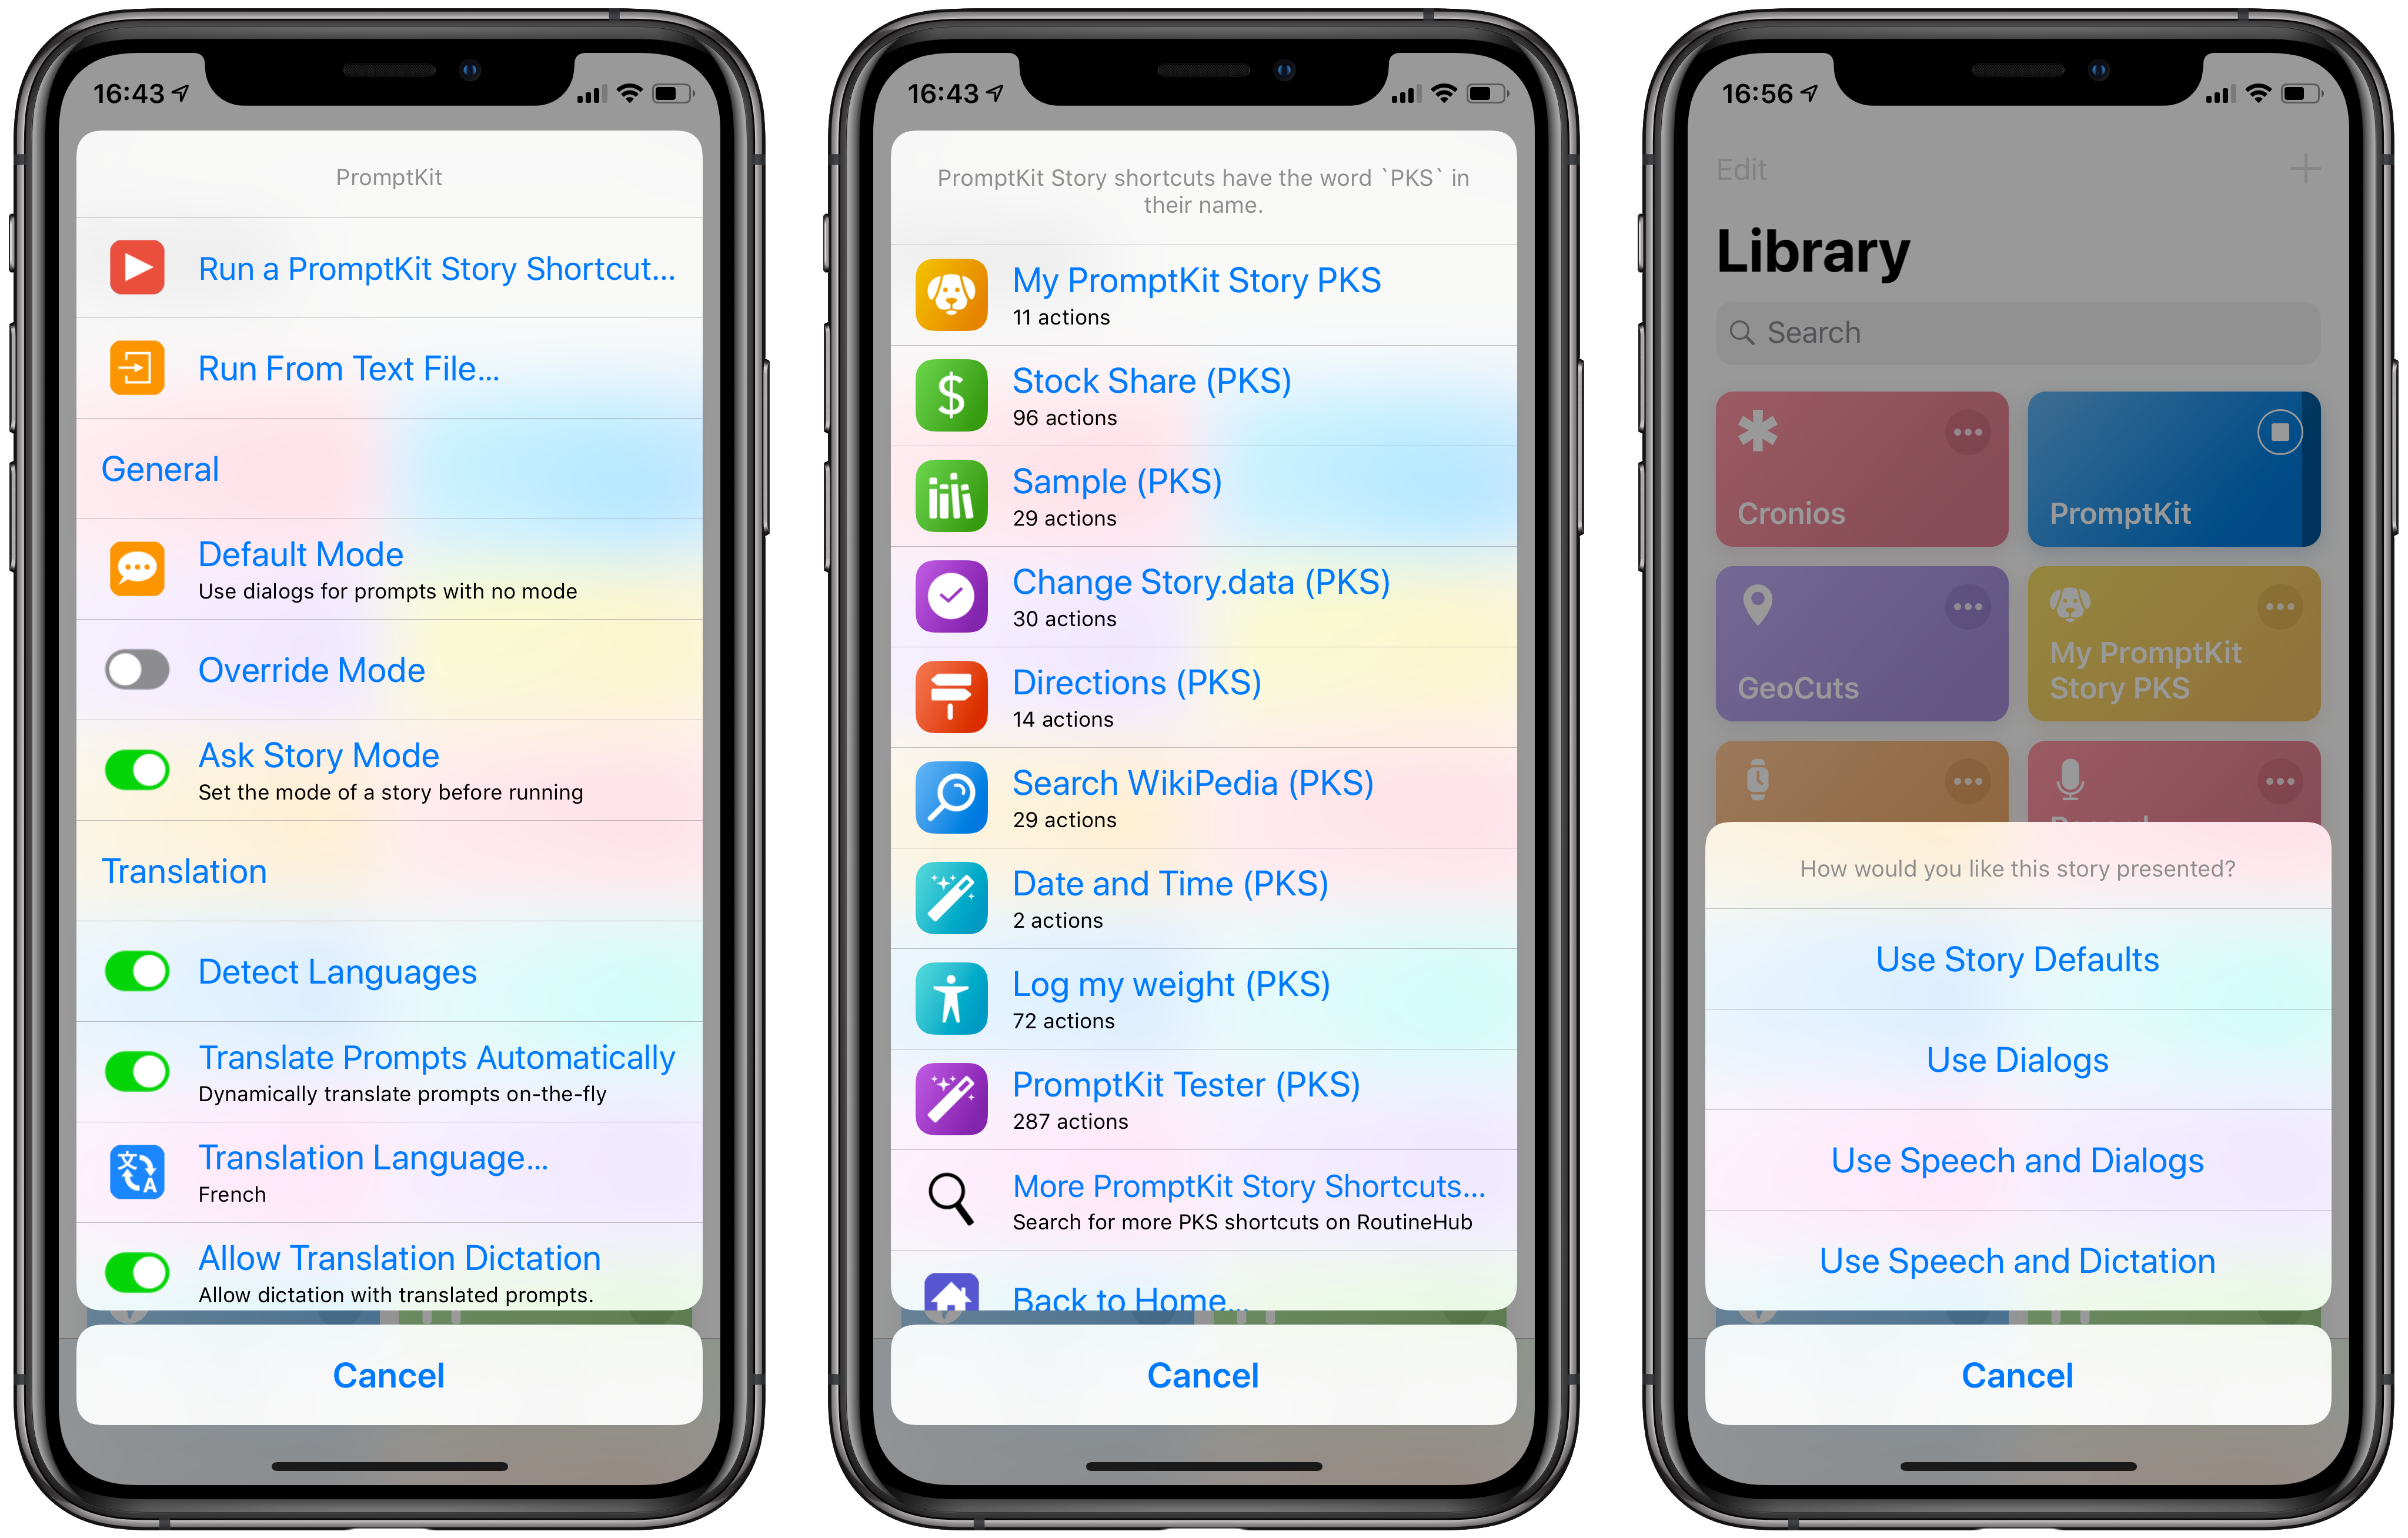 16:43
PromptKit
Run a PromptKit Story Shortcut...
Run From Text File...
General
Default Mode
Use dialogs for prompts with no mode
Override Mode
Ask Story Mode
Set the mode of a story before running
Translation
Detect Languages
Translate Prompts Automatically
Dynamically translate prompts on-the-fly
文
A
Translation Language...
French
Allow Translation Dictation
Allow dictation with translated prompts.
Cancel
16:43
PromptKit Story shortcuts have the word `PKS` in
their name.
My PromptKit Story PKS
11 actions
$
Stock Share (PKS)
96 actions
Sample (PKS)
29 actions
Change Story.data (PKS)
30 actions
Directions (PKS)
14 actions
Search WikiPedia (PKS)
29 actions
Date and Time (PKS)
2 actions
Log my weight (PKS)
72 actions
PromptKit Tester (PKS)
287 actions
More PromptKit Story Shortcuts...
Search for more PKS shortcuts on RoutineHub
Back to Home...
Cancel
16:56
Edit
Library
Search
Cronios
PromptKit
GeoCuts
My PromptKit
Story PKS
How would you like this story presented?
Use Story Defaults
Use Dialogs
Use Speech and Dialogs
Use Speech and Dictation
Cancel